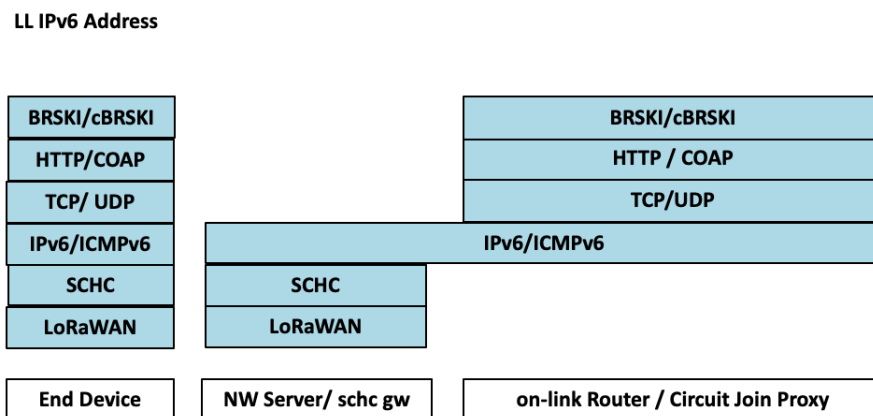 LL IPv6 Address
BRSKI/cBRSKI
BRSKI/cBRSKI
HTTP/COAP
HTTP / COAP
TCP/ UDP
TCP/UDP
IPv6/ICMPv6
IPv6/ICMPv6
SCHC
SCHC
LoRaWAN
LoRaWAN
End Device
NW Server/ schc gw
on-link Router / Circuit Join Proxy